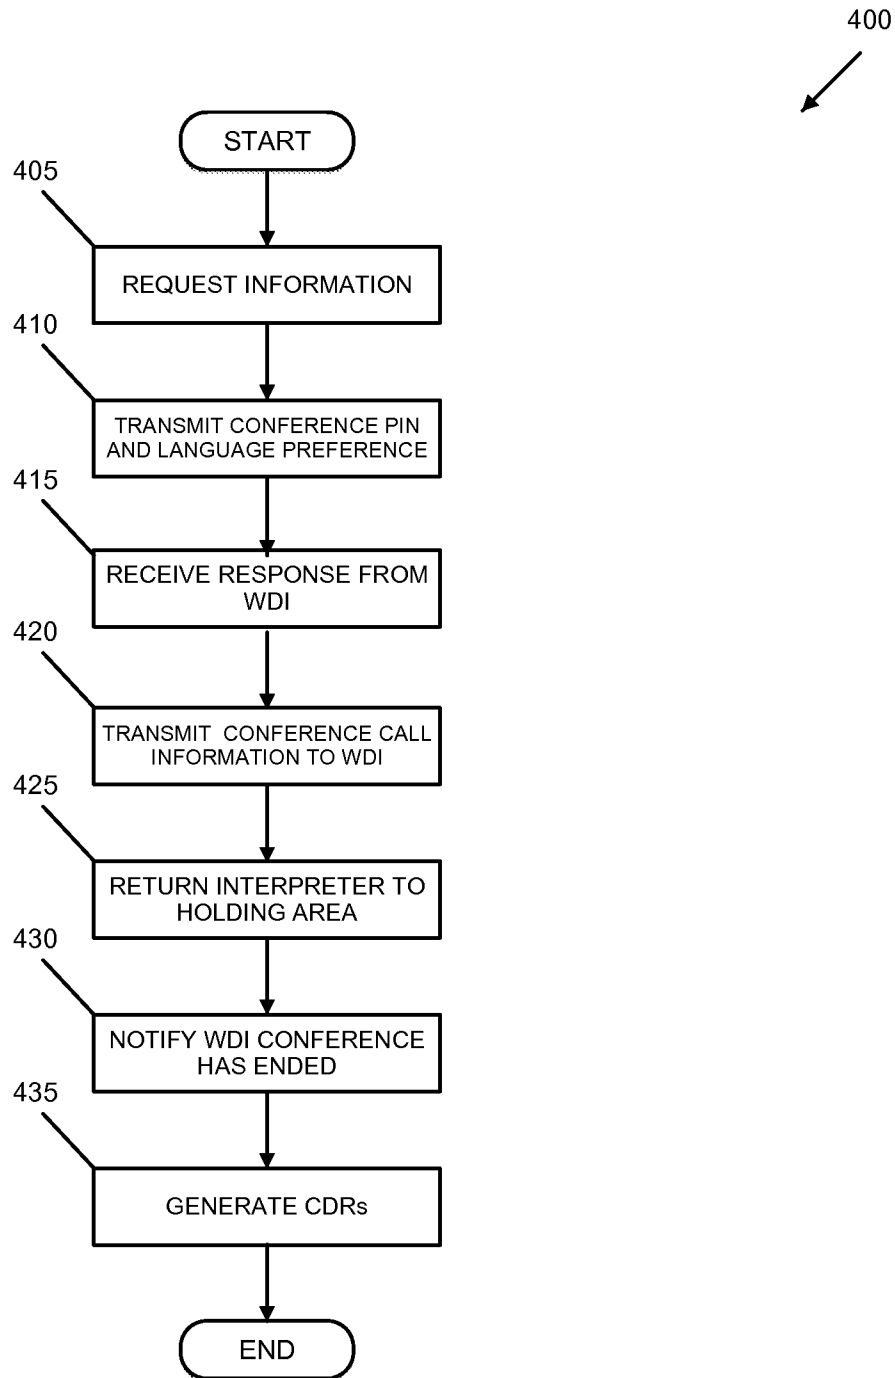 400
START
405
REQUEST INFORMATION
410
TRANSMIT CONFERENCE PIN
AND LANGUAGE PREFERENCE
415
RECEIVE RESPONSE FROM
WDI
420
TRANSMIT CONFERENCE CALL
INFORMATION TO WDI
425
RETURN INTERPRETER TO
HOLDING AREA
430
NOTIFY WDI CONFERENCE
HAS ENDED
435
GENERATE CDRs
END